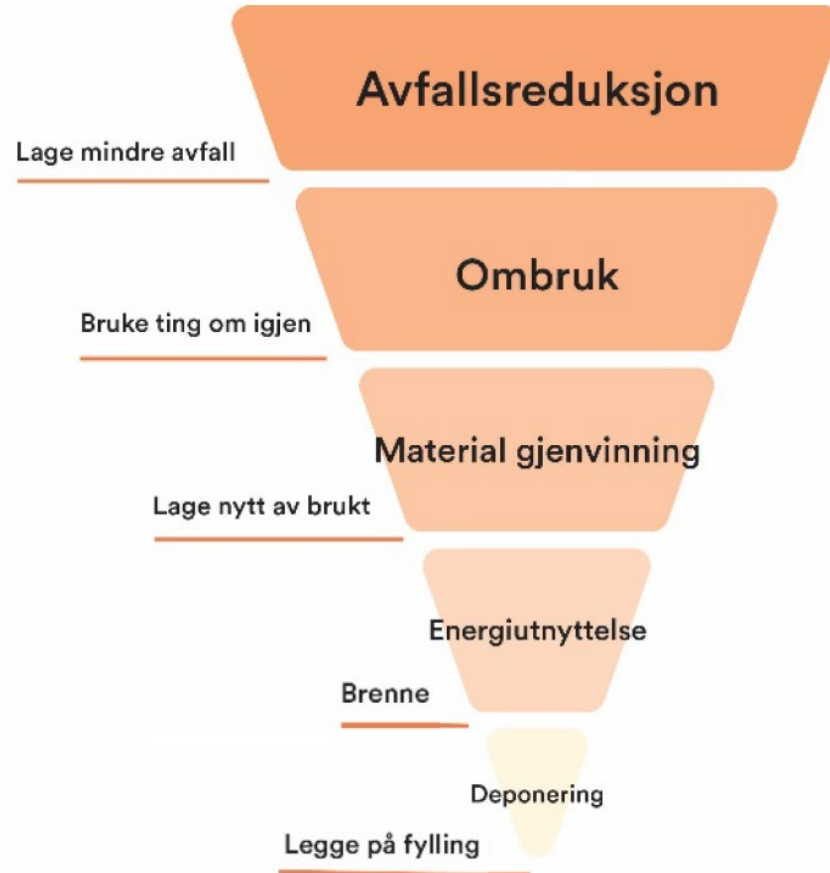 Avfallsreduksjon
Lage mindre avfall
Ombruk
Bruke ting om igjen
Material gjenvinning
Lage nytt av brukt
Energiutnyttelse
Brenne
Deponering
Legge på fylling